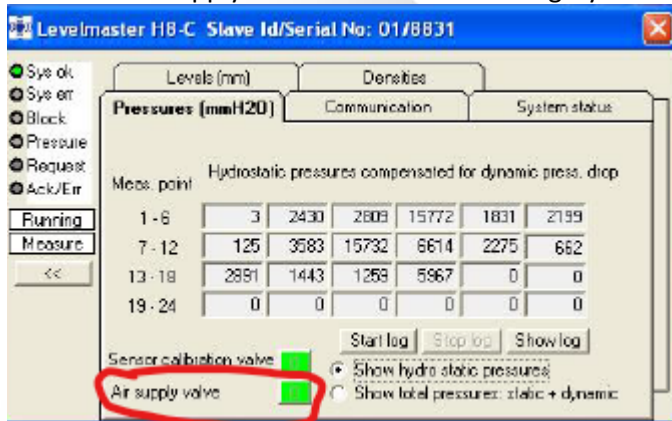 Levelmaster H8-C Slave Id/Serial No: 01/8831
Sys ok
Sys err
Block
Pressure
Request
Ack/Err
Running
Measure
<<
Levels (mm) Densities
Pressures (mmH2O) Communication System status
Hydrostatic pressures compensated for dynamic press. drop
Meas. point
1 - 6 3 2430 2809 15772 1831 2199
7 - 12 125 3583 15732 6614 2275 662
13 - 18 2891 1443 1259 5967 0 0
19 - 24 0 0 0 0 0 0
Start log Stop log Show log
Sensor calibration valve
Show hydro static pressures
Air supply valve
Show total pressures: static + dynamic